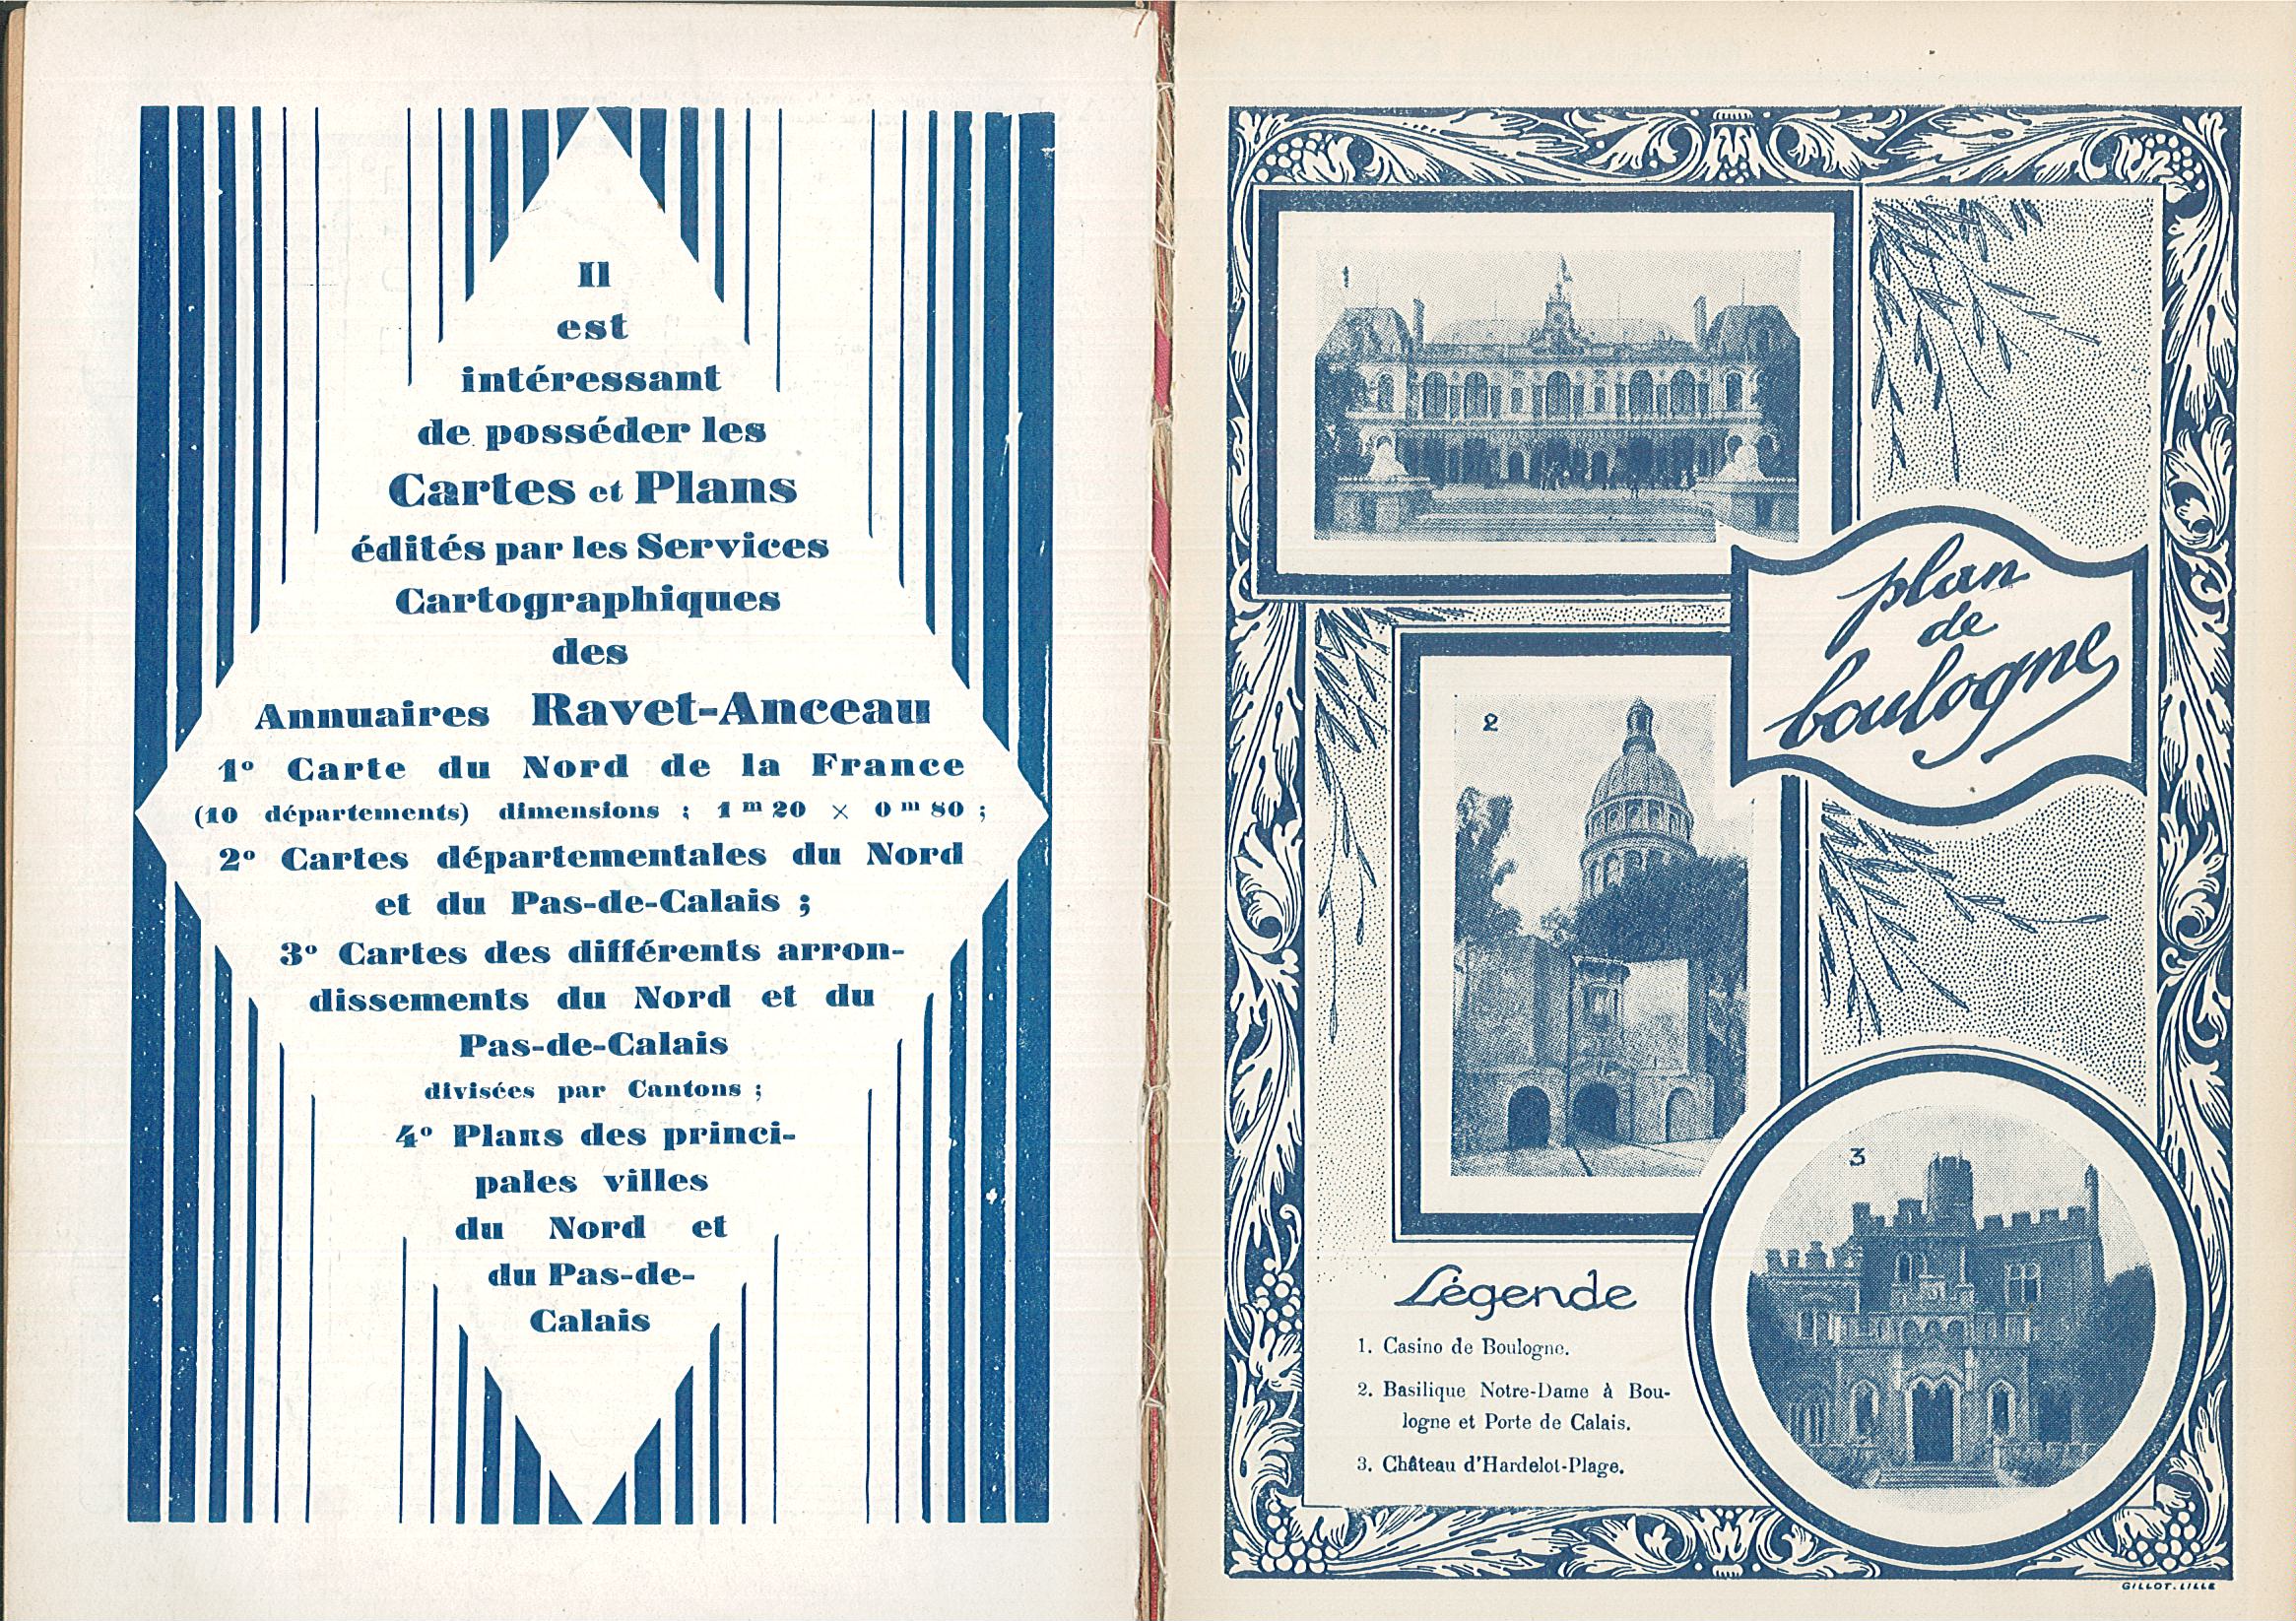 Il
est
intéressant
de posséder les
Cartes et Plans
édités par les Services
Cartographiques
des
Annuaires Ravet-Anceau
1º Carte du Nord de la France
(10 départements) dimensions ; 1 m 20 × 0 m 80 ;
2º Cartes départementales du Nord
et du Pas-de-Calais ;
3º Cartes des différents arron-
dissements du Nord et du
Pas-de-Calais
divisées par Cantons ;
4º Plans des princi-
pales villes
du Nord et
du Pas-de-
Calais
1
plan
de
boulogne
2
3
Légende
1. Casino de Boulogne.
2. Basilique Notre-Dame à Bou-
logne et Porte de Calais.
3. Château d'Hardelot-Plage.
GILLOT. LILLE